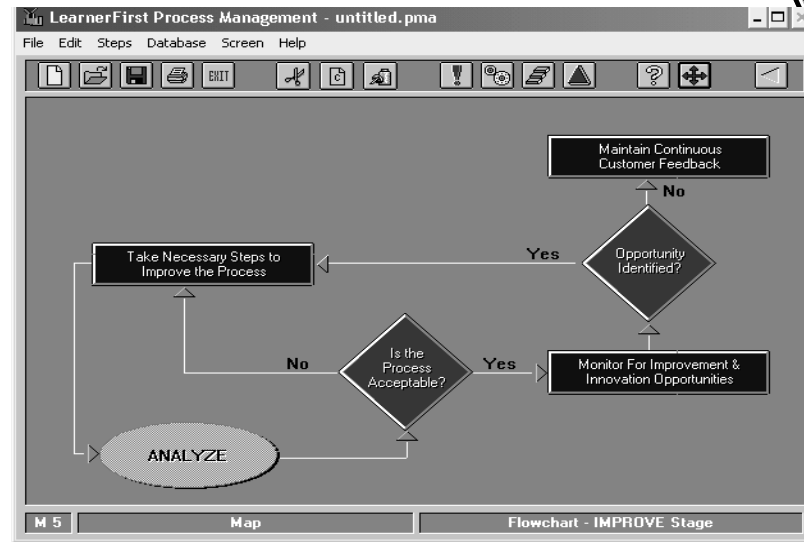 LearnerFirst Process Management - untitled.pma
File Edit Steps Database Screen Help
EXIT
Maintain Continuous
Customer Feedback
No
Take Necessary Steps to
Improve the Process
Yes
Opportunity
Identified?
No
Is the
Process
Acceptable?
Yes
Monitor For Improvement &
Innovation Opportunities
ANALYZE
M 5
Map
Flowchart - IMPROVE Stage